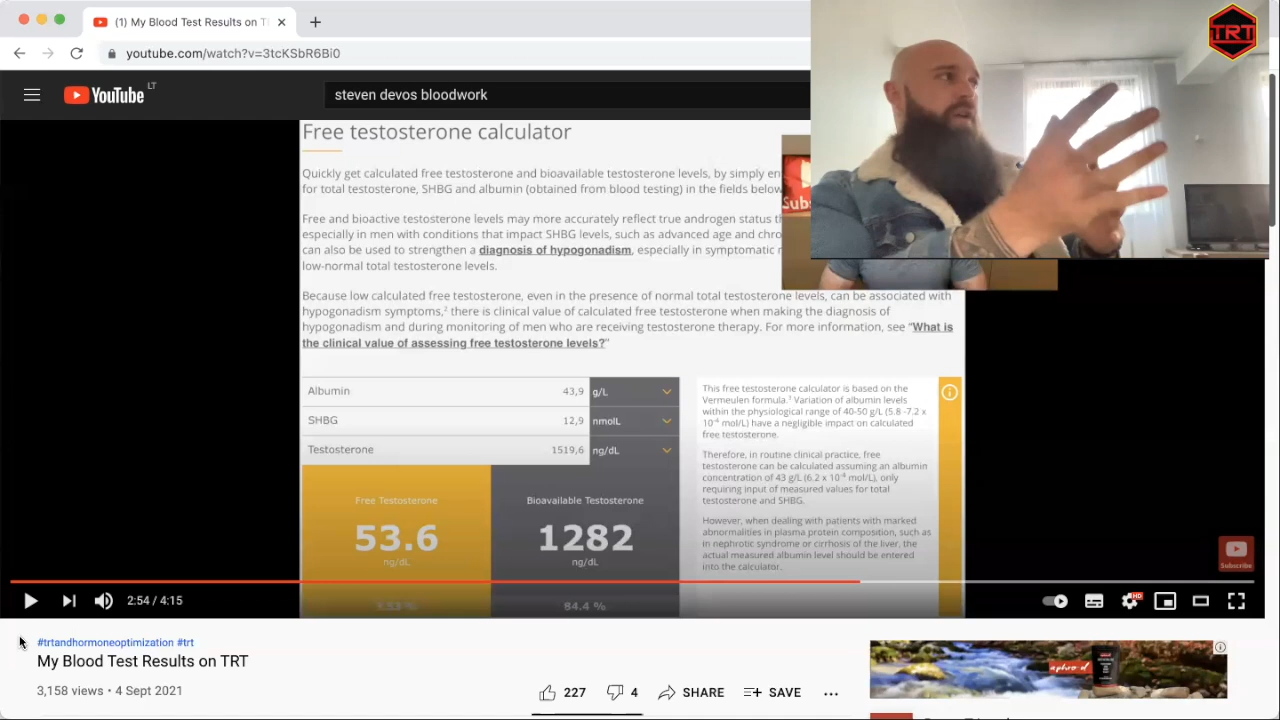 (1) My Blood Test Results on T
youtube.com/watch?v=3tcKSbR6Bi0
TRT
YouTube LT
steven devos bloodwork
Free testosterone calculator
Quickly get calculated free testosterone and bioavailable testosterone levels, by simply en
for total testosterone, SHBG and albumin (obtained from blood testing) in the fields below
Subs
Free and bioactive testosterone levels may more accurately reflect true androgen status th
especially in men with conditions that impact SHBG levels, such as advanced age and chro
can also be used to strengthen a diagnosis of hypogonadism, especially in symptomatic m
low-normal total testosterone levels.
Because low calculated free testosterone, even in the presence of normal total testosterone levels, can be associated with
hypogonadism symptoms,² there is clinical value of calculated free testosterone when making the diagnosis of
hypogonadism and during monitoring of men who are receiving testosterone therapy. For more information, see "What is
the clinical value of assessing free testosterone levels?"
Albumin 43,9 g/L
SHBG 12,9 nmolL
Testosterone 1519,6 ng/dL
Free Testosterone
53.6
ng/dL
3.53 %
Bioavailable Testosterone
1282
ng/dL
84.4 %
This free testosterone calculator is based on the
Vermeulen formula.¹ Variation of albumin levels
within the physiological range of 40-50 g/L (5.8 -7.2 x
10⁻⁴ mol/L) have a negligible impact on calculated
free testosterone.
Therefore, in routine clinical practice, free
testosterone can be calculated assuming an albumin
concentration of 43 g/L (6.2 x 10⁻⁴ mol/L), only
requiring input of measured values for total
testosterone and SHBG.
However, when dealing with patients with marked
abnormalities in plasma protein composition, such as
in nephrotic syndrome or cirrhosis of the liver, the
actual measured albumin level should be entered
into the calculator.
Subscribe
2:54 / 4:15
HD
#trtandhormoneoptimization #trt
My Blood Test Results on TRT
3,158 views • 4 Sept 2021
227
4
SHARE
SAVE
aphro d